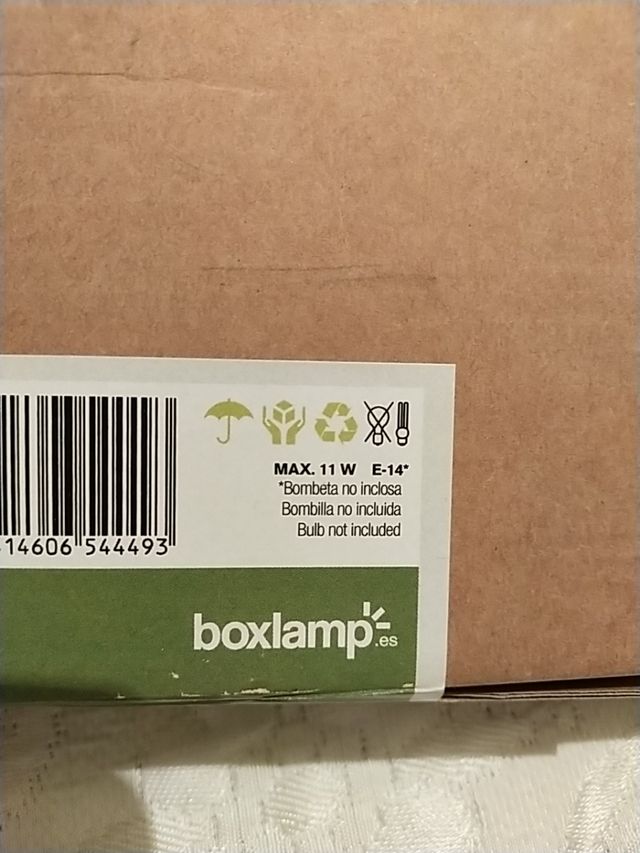 MAX. 11 W E-14*
*Bombeta no inclosa
Bombilla no incluida
Bulb not included
14606 544493
boxlamp.es